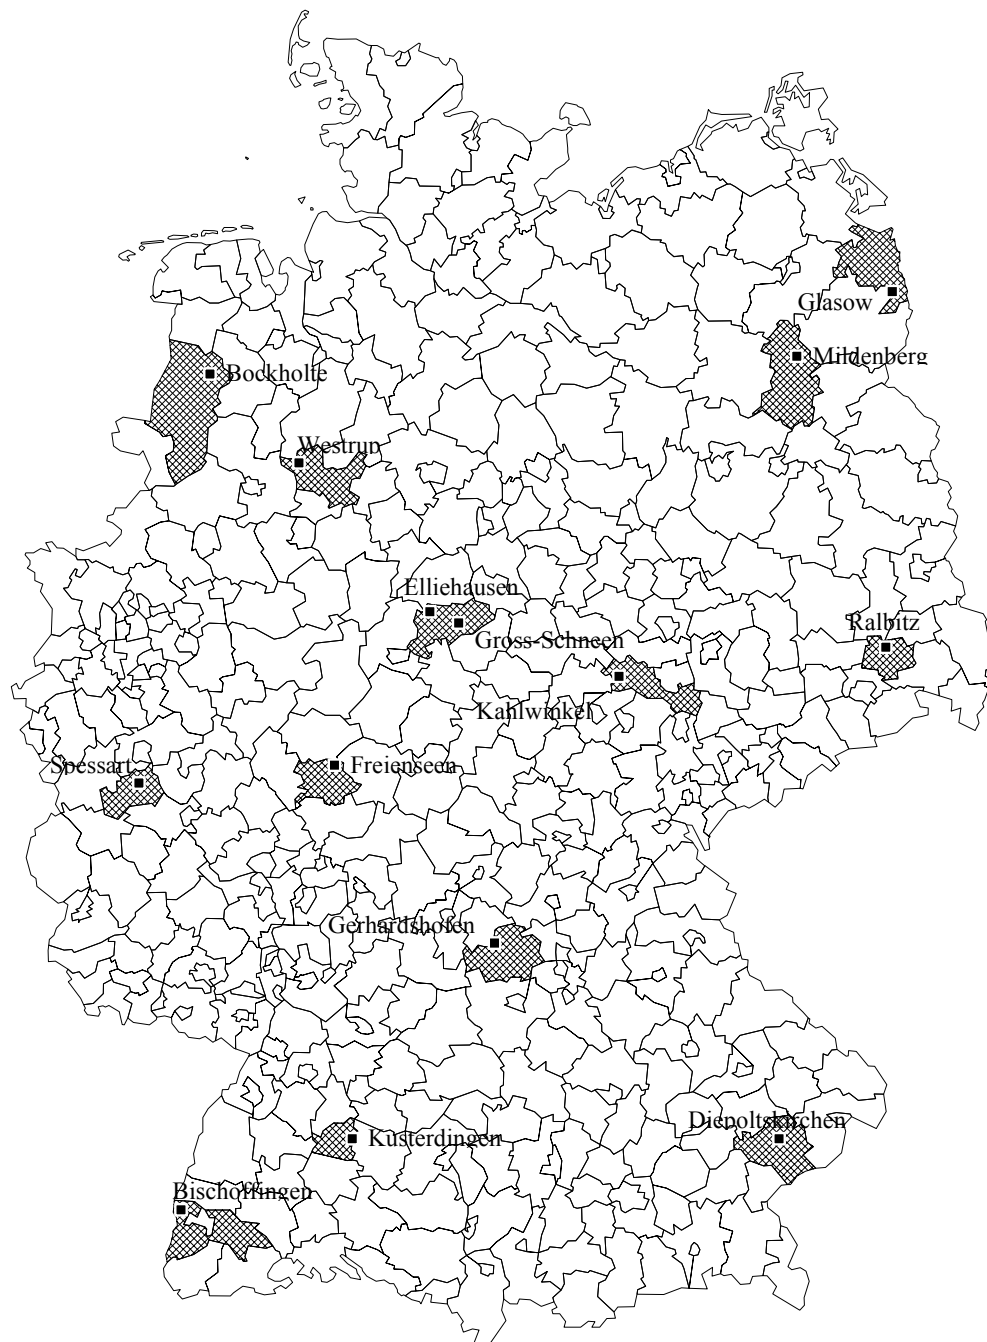 Glasow
Mildenberg
Bockholte
Westrup
Elliehausen
Gross-Schneen
Ralbitz
Kahlwinkel
Spessart
Freienseen
Gerhardshofen
Diepoltskirchen
Kusterdingen
Bischoffingen